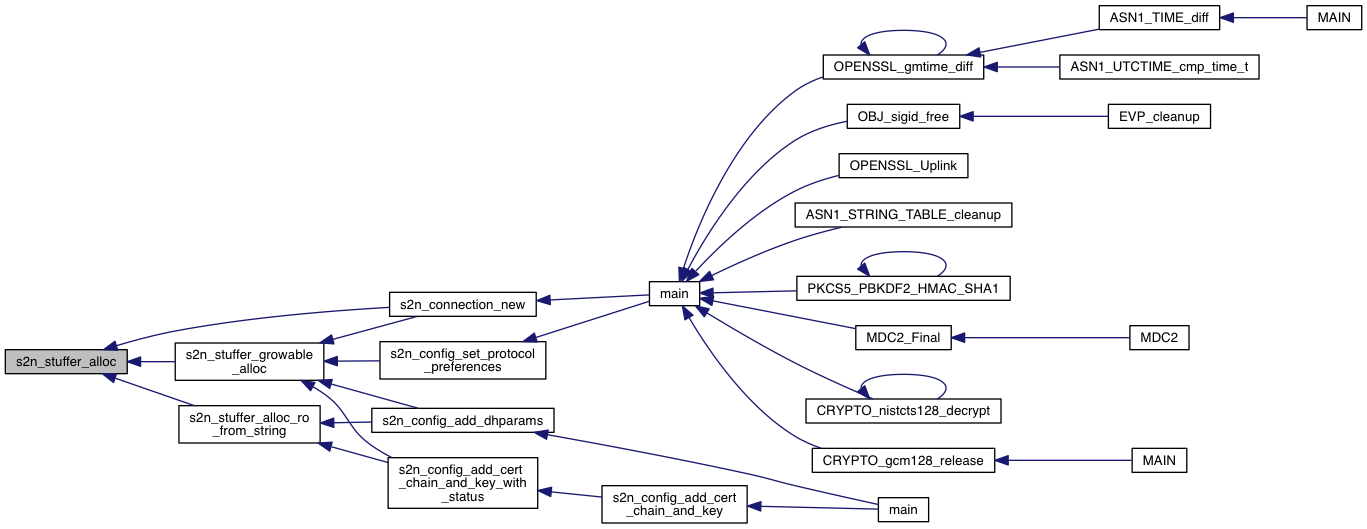 ASN1_TIME_diff
MAIN
OPENSSL_gmtime_diff
ASN1_UTCTIME_cmp_time_t
OBJ_sigid_free
EVP_cleanup
OPENSSL_Uplink
ASN1_STRING_TABLE_cleanup
PKCS5_PBKDF2_HMAC_SHA1
main
s2n_connection_new
MDC2_Final
MDC2
s2n_stuffer_alloc
s2n_stuffer_growable
_alloc
s2n_config_set_protocol
_preferences
CRYPTO_nistcts128_decrypt
s2n_stuffer_alloc_ro
_from_string
s2n_config_add_dhparams
CRYPTO_gcm128_release
MAIN
s2n_config_add_cert
_chain_and_key_with
_status
s2n_config_add_cert
_chain_and_key
main